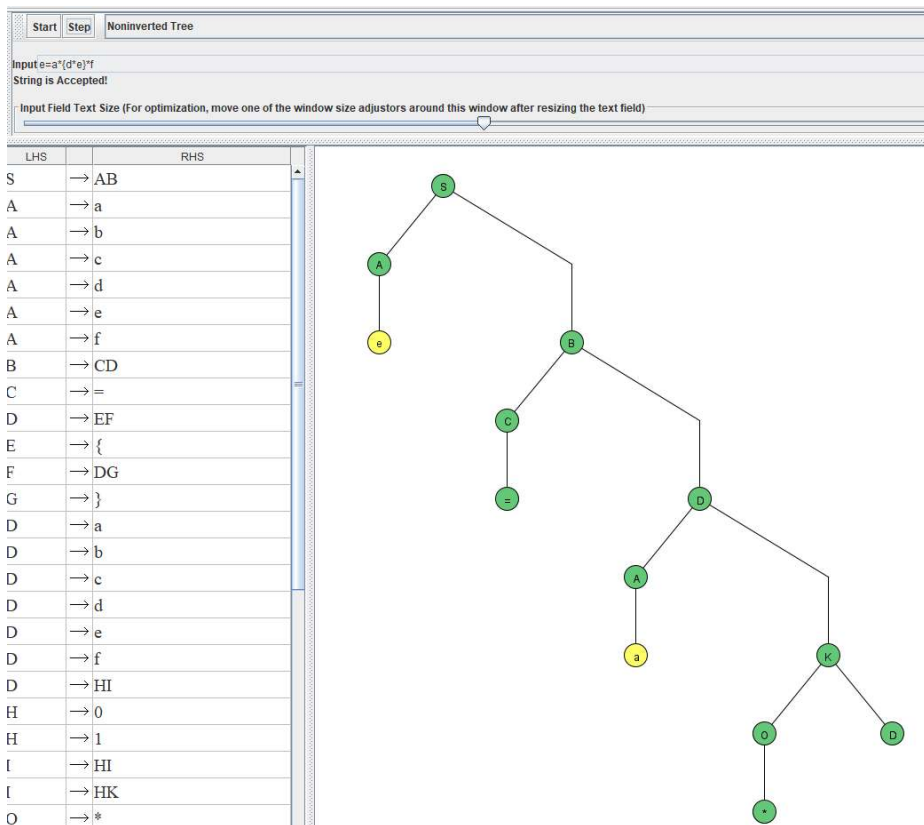 Start Step Noninverted Tree
Input e=a*{d*e}*f
String is Accepted!
Input Field Text Size (For optimization, move one of the window size adjustors around this window after resizing the text field)
LHS RHS
S → AB
A → a
A → b
A → c
A → d
A → e
A → f
B → CD
C → =
D → EF
E → {
F → DG
G → }
D → a
D → b
D → c
D → d
D → e
D → f
D → HI
H → 0
H → 1
I → HI
I → HK
O → *
S
A
e
B
C
=
D
A
a
K
O D
*